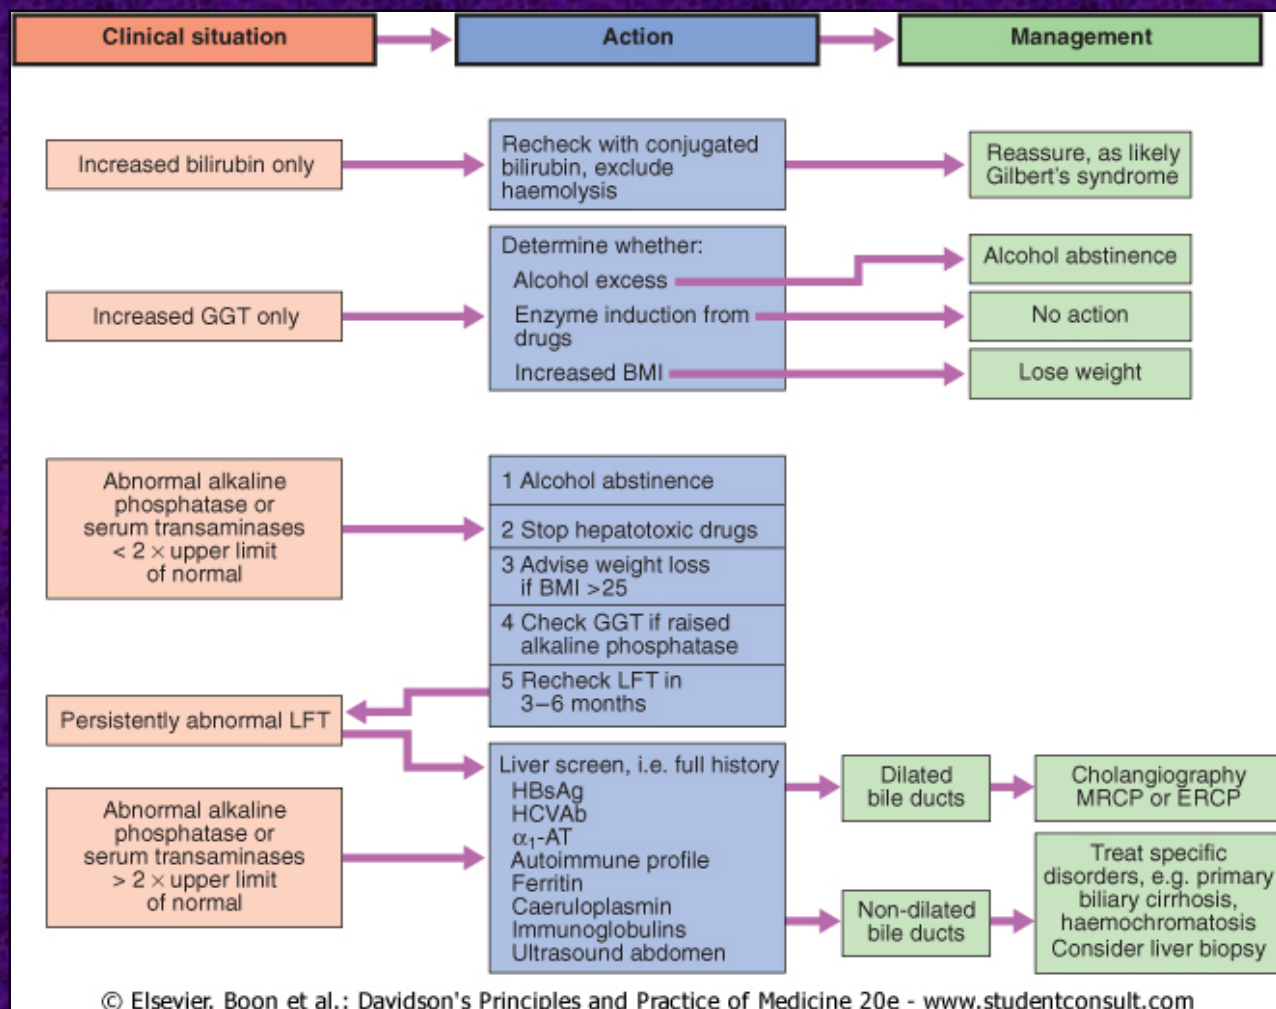 Clinical situation
Action
Management
Increased bilirubin only
Recheck with conjugated
bilirubin, exclude
haemolysis
Reassure, as likely
Gilbert's syndrome
Increased GGT only
Determine whether:
Alcohol excess
Enzyme induction from
drugs
Increased BMI
Alcohol abstinence
No action
Lose weight
Abnormal alkaline
phosphatase or
serum transaminases
< 2 × upper limit
of normal
1 Alcohol abstinence
2 Stop hepatotoxic drugs
3 Advise weight loss
if BMI >25
4 Check GGT if raised
alkaline phosphatase
5 Recheck LFT in
3–6 months
Persistently abnormal LFT
Abnormal alkaline
phosphatase or
serum transaminases
> 2 × upper limit
of normal
Liver screen, i.e. full history
HBsAg
HCVAb
α₁-AT
Autoimmune profile
Ferritin
Caeruloplasmin
Immunoglobulins
Ultrasound abdomen
Dilated
bile ducts
Cholangiography
MRCP or ERCP
Non-dilated
bile ducts
Treat specific
disorders, e.g. primary
biliary cirrhosis,
haemochromatosis
Consider liver biopsy
© Elsevier. Boon et al.: Davidson's Principles and Practice of Medicine 20e - www.studentconsult.com